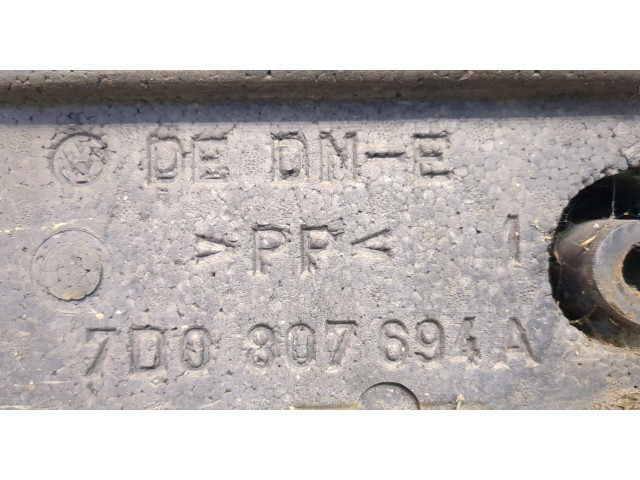 DE DM-E
>PP< 1
7D0 807 694 A